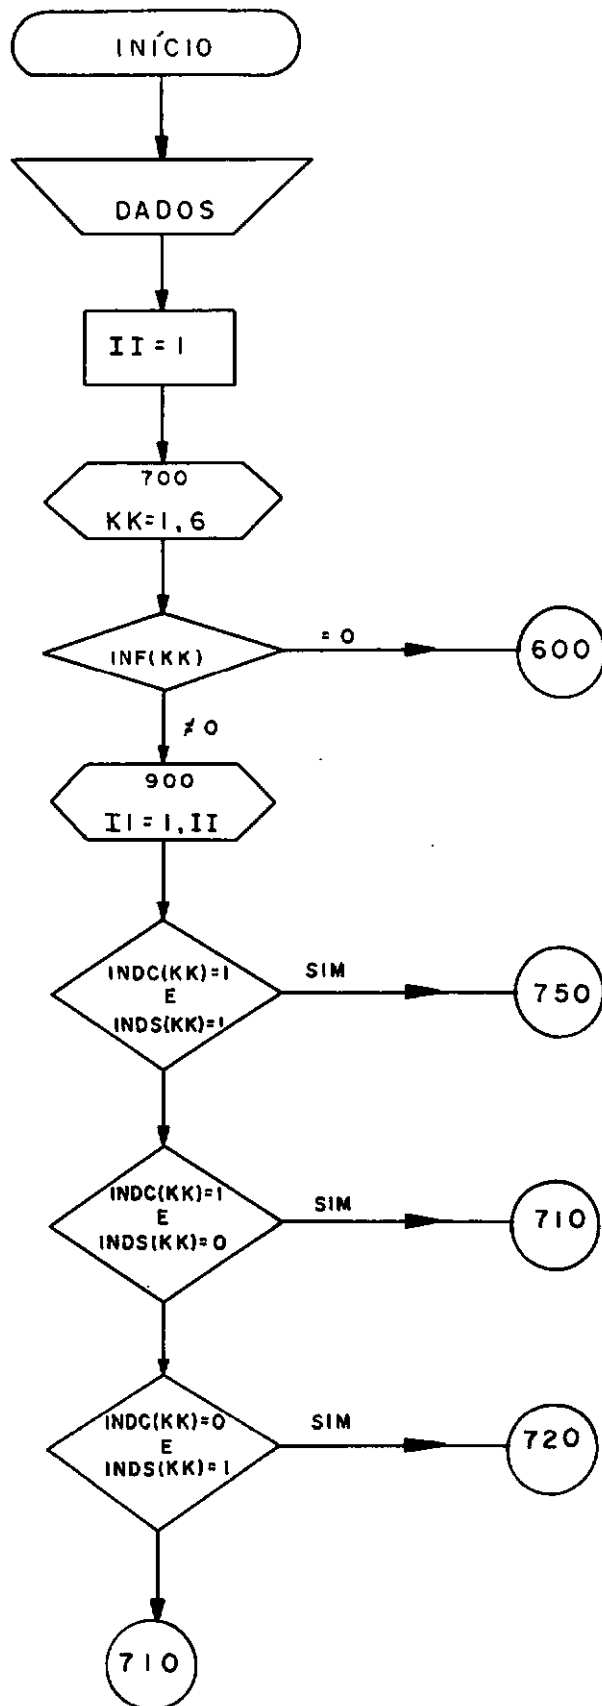 INÍCIO
DADOS
II = 1
700
KK=1,6
INF(KK)
= 0
600
≠ 0
900
I1 = 1, II
INDC(KK)=1
E
INDS(KK)=1
SIM
750
INDC(KK)=1
E
INDS(KK)=0
SIM
710
INDC(KK)=0
E
INDS(KK)=1
SIM
720
710